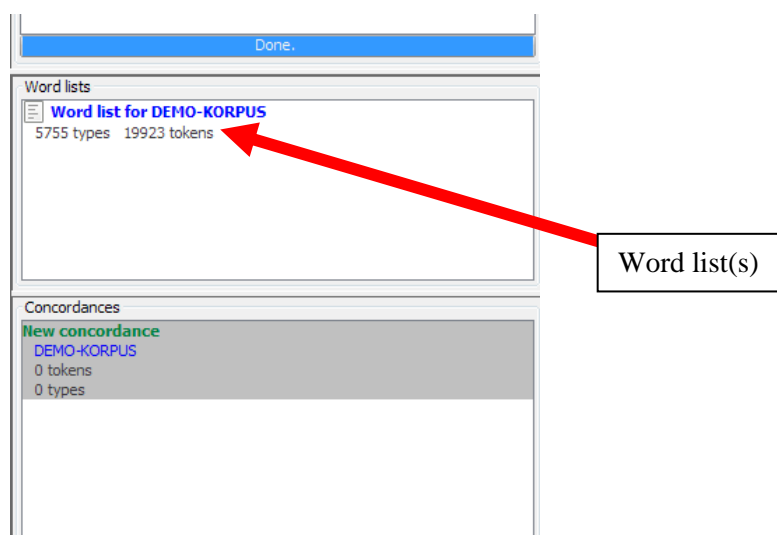 Done.
Word lists
Word list for DEMO-KORPUS
5755 types 19923 tokens
Word list(s)
Concordances
New concordance
DEMO-KORPUS
0 tokens
0 types